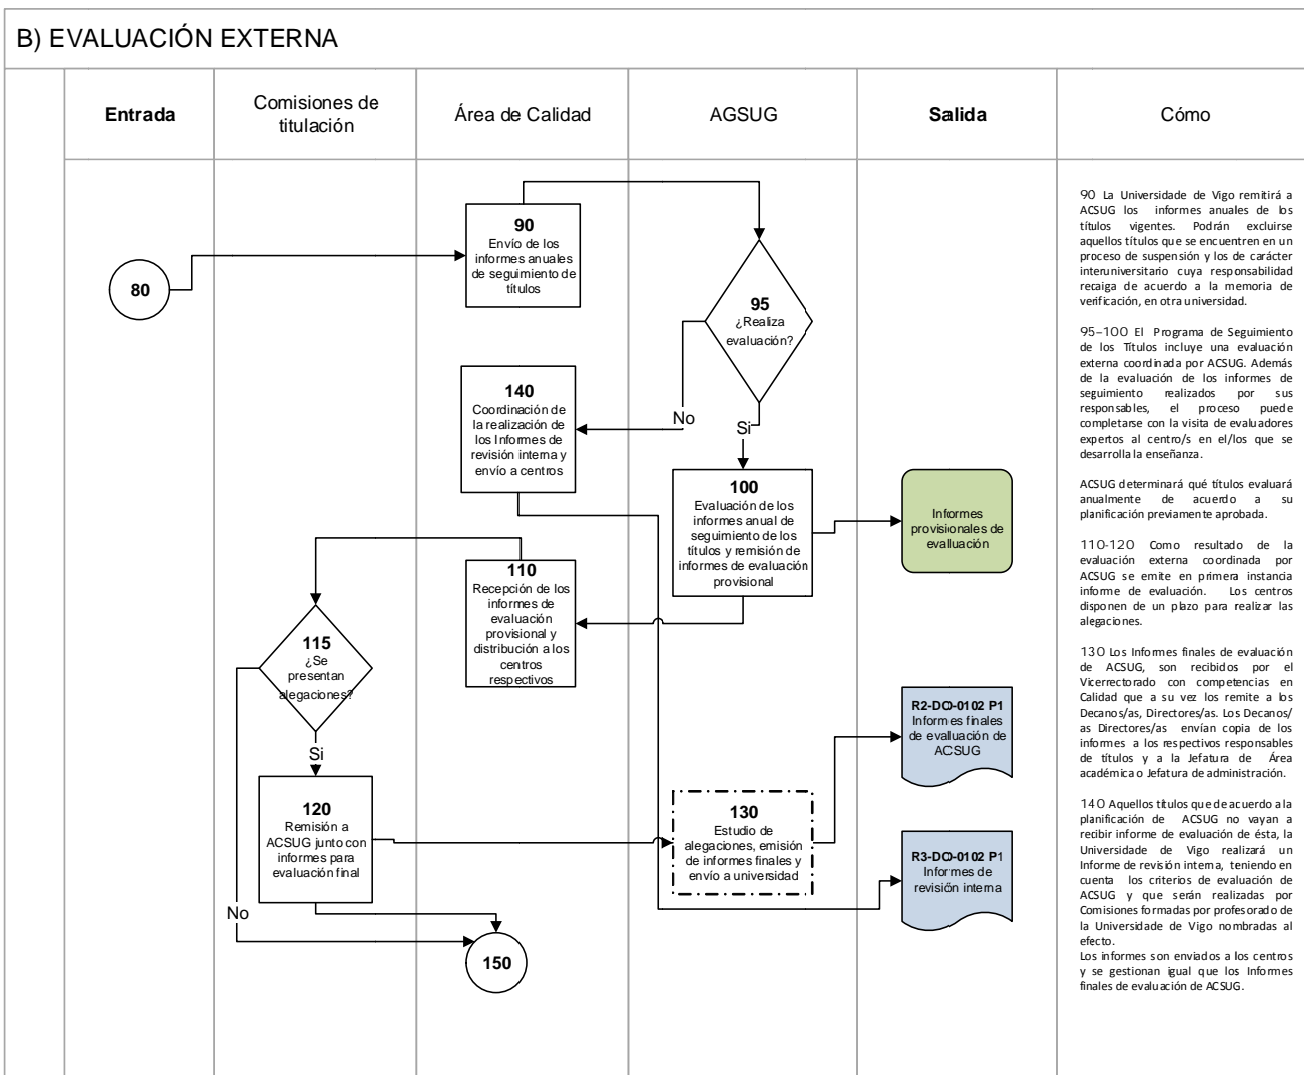 B) EVALUACIÓN EXTERNA
Entrada
Comisiones de
titulación
Área de Calidad
AGSUG
Salida
Cómo
80
90
Envío de los
informes anuales
de seguimiento de
títulos
95
¿Realiza
evaluación?
No
Si
140
Coordinación de
la realización de
los Informes de
revisión interna y
envío a centros
100
Evaluación de los
informes anual de
seguimiento de los
títulos y remisión de
informes de evaluación
provisional
Informes
provisionales de
evalluación
110
Recepción de los
informes de
evaluación
provisional y
distribución a los
centros
respectivos
115
¿Se
presentan
alegaciones?
Si
No
120
Remisión a
ACSUG junto con
informes para
evaluación final
130
Estudio de
alegaciones, emisión
de informes finales y
envío a universidad
R2-DO-0102 P1
Informes finales
de evalluación de
ACSUG
R3-DO-0102 P1
Informes de
revisión interna
150
90 La Universidade de Vigo remitirá a
ACSUG los informes anuales de los
títulos vigentes. Podrán excluirse
aquellos títulos que se encuentren en un
proceso de suspensión y los de carácter
interuniversitario cuya responsabilidad
recaiga de acuerdo a la memoria de
verificación, en otra universidad.
95–100 El Programa de Seguimiento
de los Títulos incluye una evaluación
externa coordinada por ACSUG. Además
de la evaluación de los informes de
seguimiento realizados por sus
responsables, el proceso puede
completarse con la visita de evaluadores
expertos al centro/s en el/los que se
desarrolla la enseñanza.
ACSUG determinará qué títulos evaluará
anualmente de acuerdo a su
planificación previamente aprobada.
110-120 Como resultado de la
evaluación externa coordinada por
ACSUG se emite en primera instancia
informe de evaluación. Los centros
disponen de un plazo para realizar las
alegaciones.
130 Los Informes finales de evaluación
de ACSUG, son recibidos por el
Vicerrectorado con competencias en
Calidad que a su vez los remite a los
Decanos/as, Directores/as. Los Decanos/
as Directores/as envían copia de los
informes a los respectivos responsables
de títulos y a la Jefatura de Área
académica o Jefatura de administración.
140 Aquellos títulos que de acuerdo a la
planificación de ACSUG no vayan a
recibir informe de evaluación de ésta, la
Universidade de Vigo realizará un
Informe de revisión interna, teniendo en
cuenta los criterios de evaluación de
ACSUG y que serán realizadas por
Comisiones formadas por profesorado de
la Universidade de Vigo nombradas al
efecto.
Los informes son enviados a los centros
y se gestionan igual que los Informes
finales de evaluación de ACSUG.